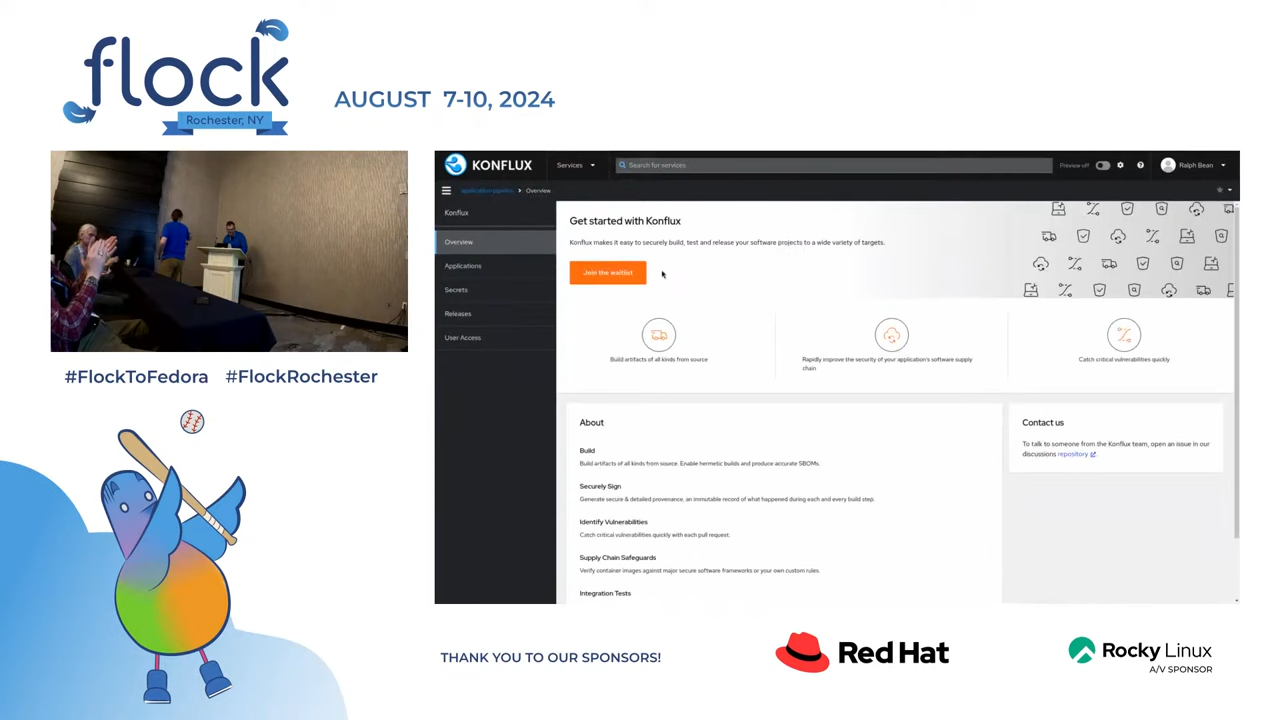 flock
Rochester, NY
AUGUST 7-10, 2024
#FlockToFedora #FlockRochester
KONFLUX
Services
Search for services
Preview off
Ralph Bean
application-pipeline > Overview
Konflux
Overview
Applications
Secrets
Releases
User Access
Get started with Konflux
Konflux makes it easy to securely build, test and release your software projects to a wide variety of targets.
Join the waitlist
Build artifacts of all kinds from source
Rapidly improve the security of your application's software supply
chain
Catch critical vulnerabilities quickly
About
Build
Build artifacts of all kinds from source. Enable hermetic builds and produce accurate SBOMs.
Securely Sign
Generate secure & detailed provenance, an immutable record of what happened during each and every build step.
Identify Vulnerabilities
Catch critical vulnerabilities quickly with each pull request.
Supply Chain Safeguards
Verify container images against major secure software frameworks or your own custom rules.
Integration Tests
Contact us
To talk to someone from the Konflux team, open an issue in our
discussions repository.
THANK YOU TO OUR SPONSORS!
Red Hat
Rocky Linux
A/V SPONSOR